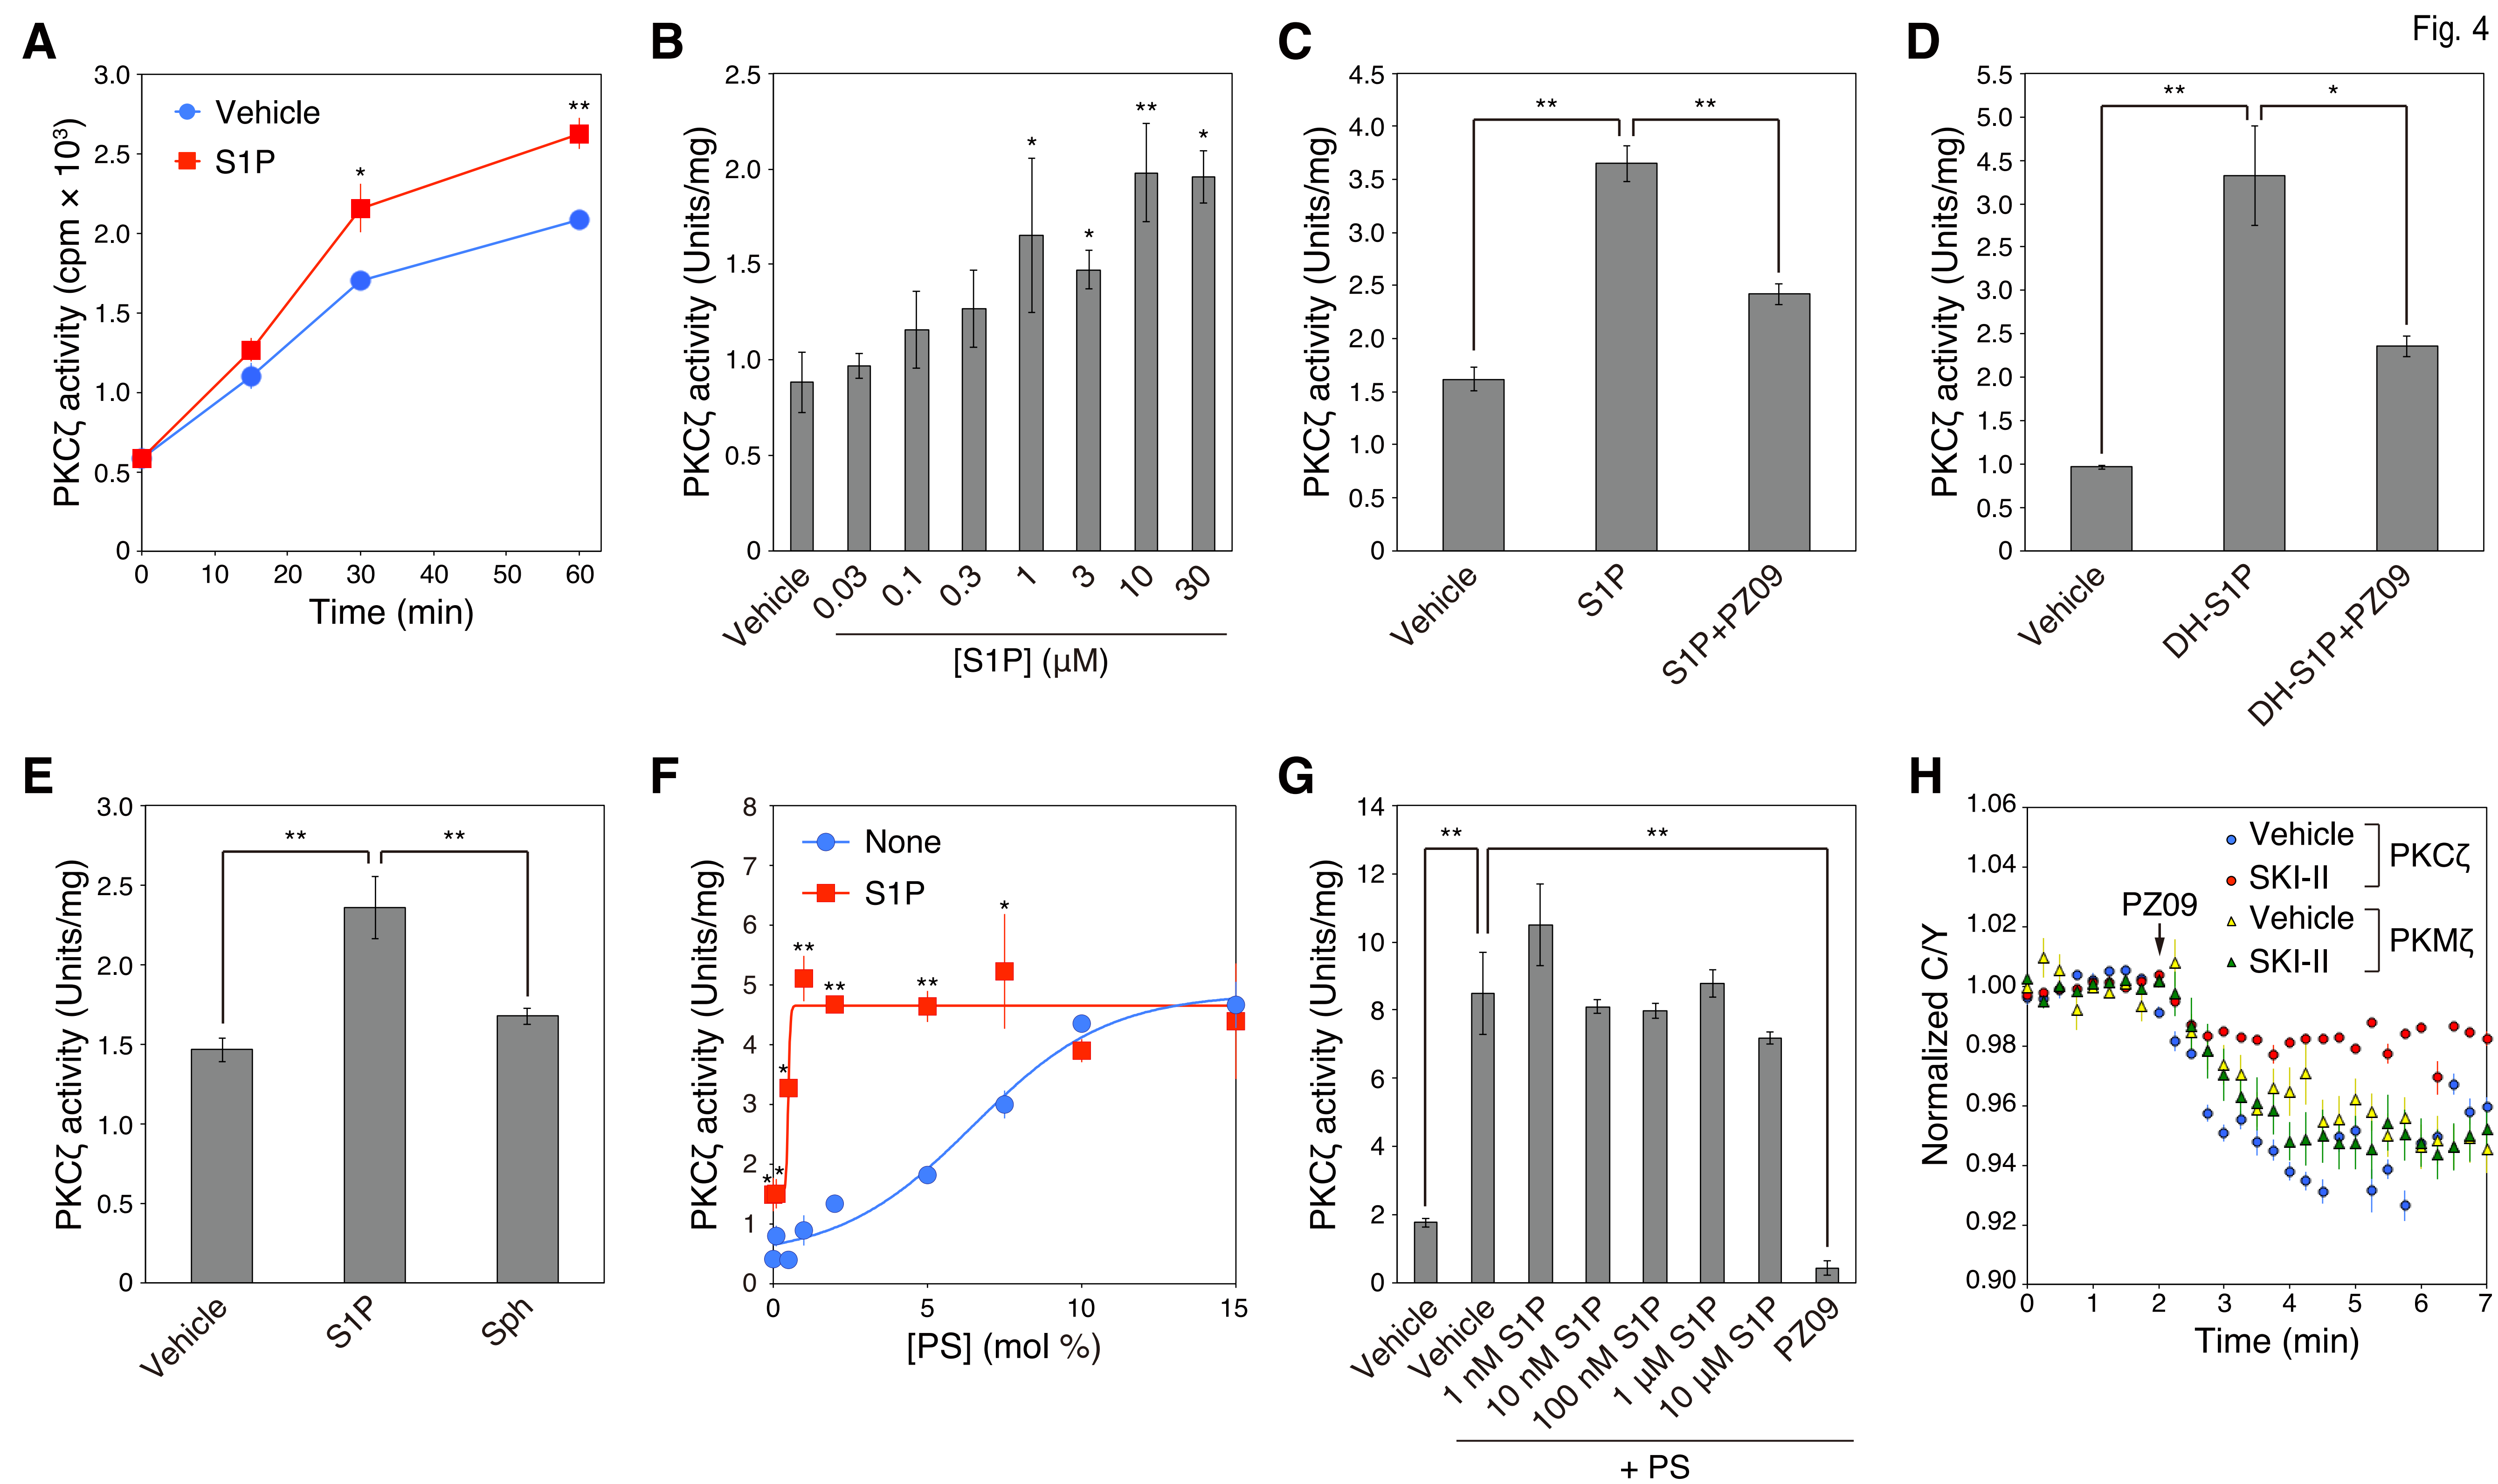 Fig. 4
A
PKCζ activity (cpm × 10³)
3.0
2.5
2.0
1.5
1.0
0.5
0
Vehicle
S1P
*
**
0 10 20 30 40 50 60
Time (min)
B
PKCζ activity (Units/mg)
2.5
2.0
1.5
1.0
0.5
0
*
*
**
*
Vehicle 0.03 0.1 0.3 1 3 10 30
[S1P] (μM)
C
PKCζ activity (Units/mg)
4.5
4.0
3.5
3.0
2.5
2.0
1.5
1.0
0.5
0
** **
Vehicle S1P S1P+PZ09
D
PKCζ activity (Units/mg)
5.5
5.0
4.5
4.0
3.5
3.0
2.5
2.0
1.5
1.0
0.5
0
** *
Vehicle DH-S1P DH-S1P+PZ09
E
PKCζ activity (Units/mg)
3.0
2.5
2.0
1.5
1.0
0.5
0
** **
Vehicle S1P Sph
F
PKCζ activity (Units/mg)
8
7
6
5
4
3
2
1
0
None
S1P
* * * ** ** ** *
0 5 10 15
[PS] (mol %)
G
PKCζ activity (Units/mg)
14
12
10
8
6
4
2
0
** **
Vehicle Vehicle 1 nM S1P 10 nM S1P 100 nM S1P 1 μM S1P 10 μM S1P PZ09
+ PS
H
Normalized C/Y
1.06
1.04
1.02
1.00
0.98
0.96
0.94
0.92
0.90
Vehicle
SKI-II
PKCζ
Vehicle
SKI-II
PKMζ
PZ09
0 1 2 3 4 5 6 7
Time (min)